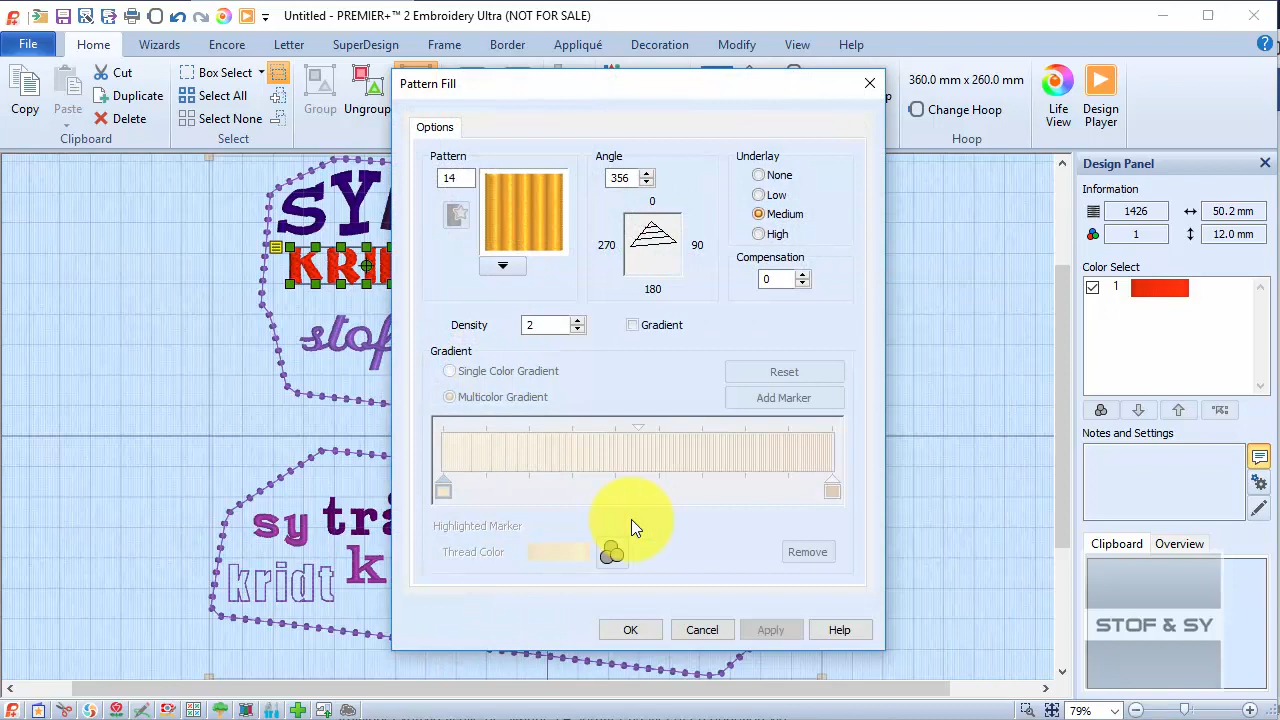 Untitled - PREMIER+™ 2 Embroidery Ultra (NOT FOR SALE)
File Home Wizards Encore Letter SuperDesign Frame Border Appliqué Decoration Modify View Help
Copy
Paste
Cut
Duplicate
Delete
Clipboard
Box Select
Select All
Select None
Select
Group
Ungroup
360.0 mm x 260.0 mm
Change Hoop
Hoop
Life View
Design Player
Pattern Fill
Options
Pattern
14
Angle
356
0
270
90
180
Underlay
None
Low
Medium
High
Compensation
0
Density
2
Gradient
Gradient
Single Color Gradient
Multicolor Gradient
Reset
Add Marker
Highlighted Marker
Thread Color
Remove
OK
Cancel
Apply
Help
KRID
stof
sy
kridt
k
Design Panel
Information
1426
50.2 mm
1
12.0 mm
Color Select
1
Notes and Settings
Clipboard
Overview
STOF & SY
79%